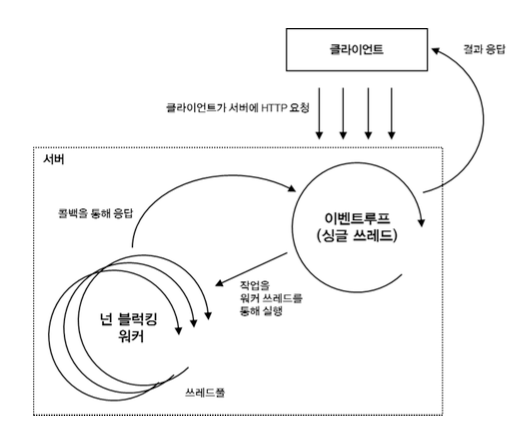 클라이언트
결과 응답
클라이언트가 서버에 HTTP 요청
서버
콜백을 통해 응답
이벤트루프
(싱글 쓰레드)
작업을
워커 쓰레드를
통해 실행
넌 블럭킹
워커
쓰레드풀